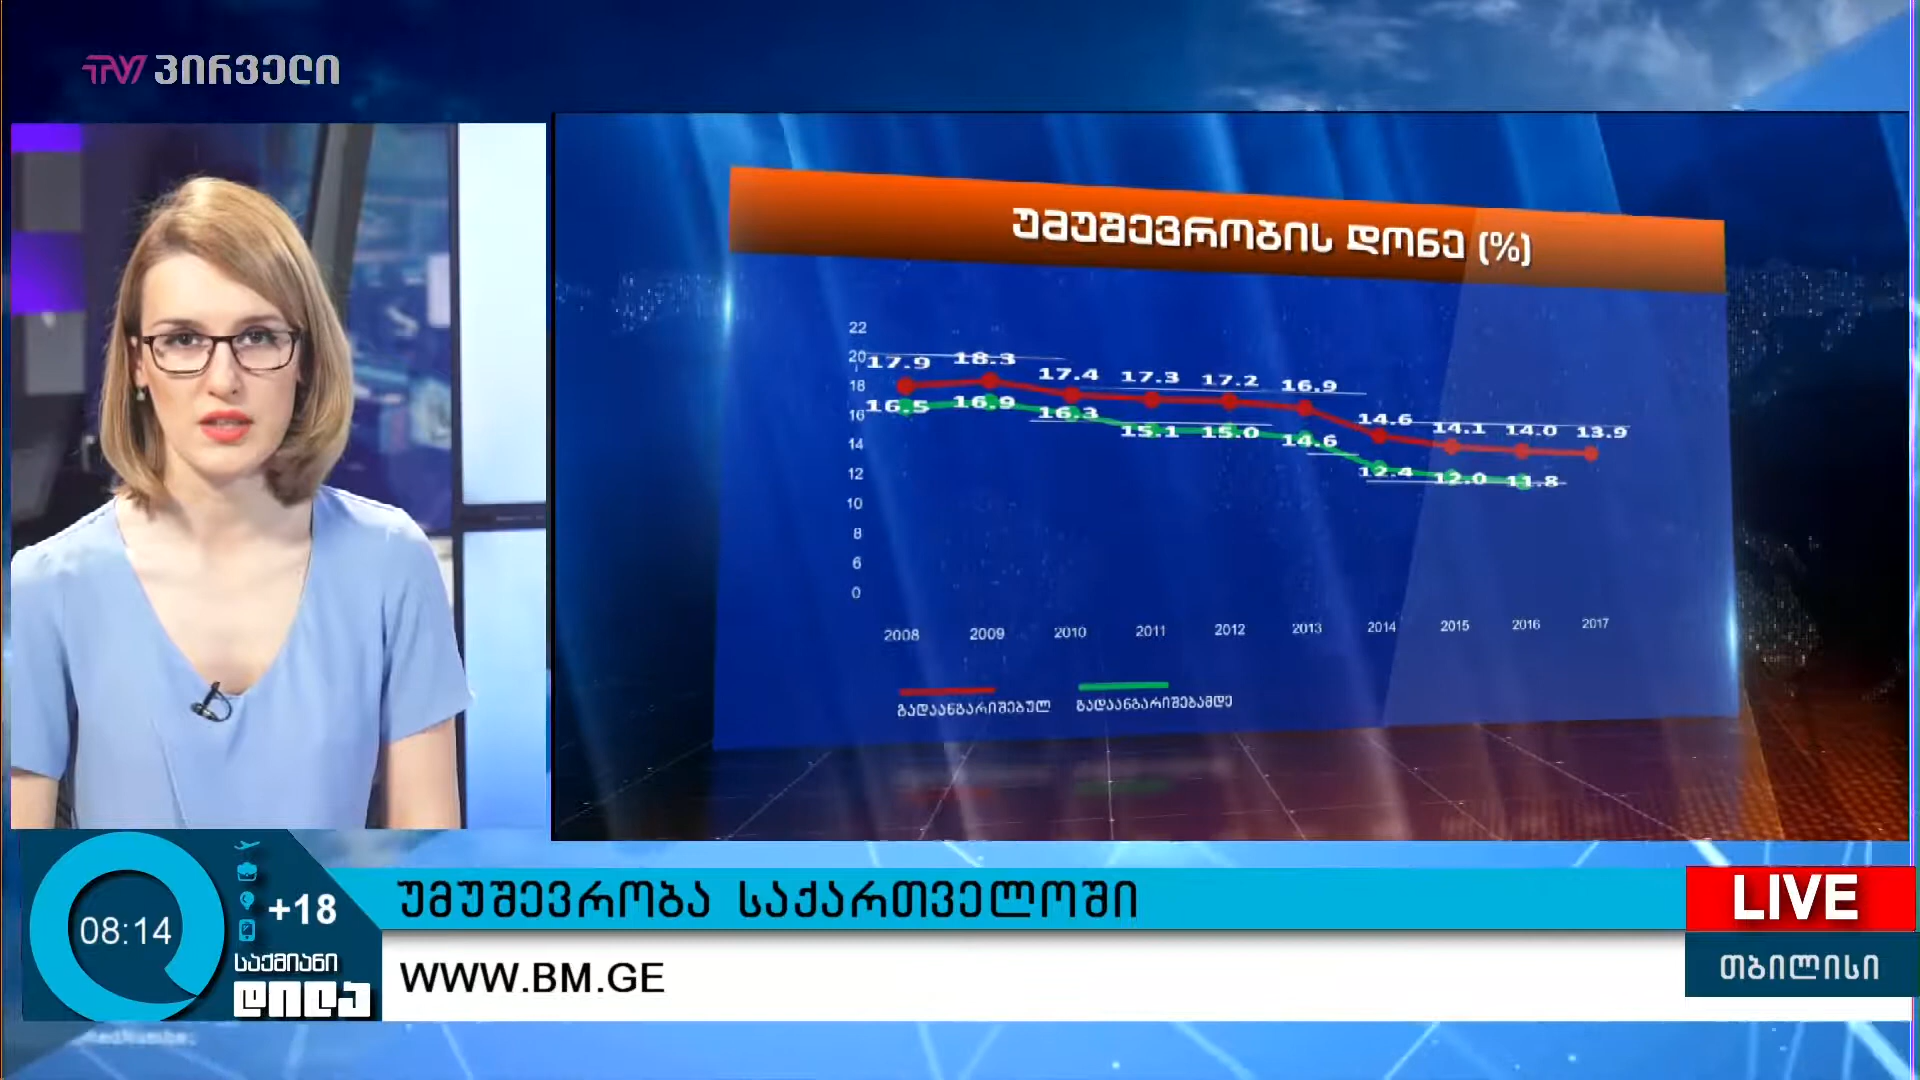 TV პირველი
უმუშევრობის დონე (%)
22
20
18
16
14
12
10
8
6
0
17.9 18.3 17.4 17.3 17.2 16.9 14.6 14.1 14.0 13.9
16.5 16.9 16.3 15.1 15.0 14.6 12.4 12.0 11.8
2008 2009 2010 2011 2012 2013 2014 2015 2016 2017
გადაანგარიშებულ გადაანგარიშებამდე
08:14
+18
საქმიანი
დილა
უმუშევრობა საქართველოში
WWW.BM.GE
LIVE
თბილისი